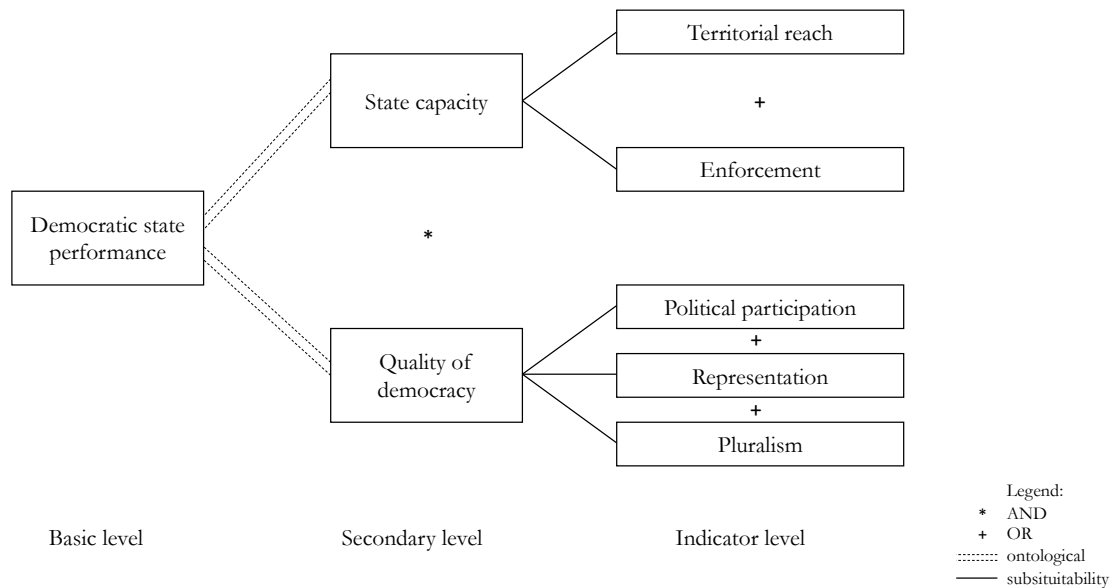 Territorial reach
State capacity
+
Enforcement
Democratic state
performance
*
Political participation
+
Quality of
democracy
Representation
+
Pluralism
Basic level
Secondary level
Indicator level
Legend:
* AND
+ OR
ontological
subsituitability